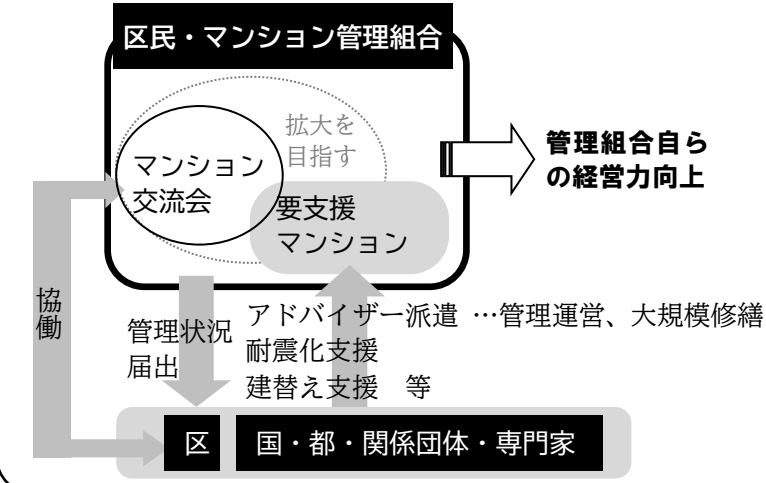 区民・マンション管理組合
拡大を
目指す
マンション
交流会
要支援
マンション
管理組合自ら
の経営力向上
協働
管理状況
届出
アドバイザー派遣 …管理運営、大規模修繕
耐震化支援
建替え支援　等
区
国・都・関係団体・専門家